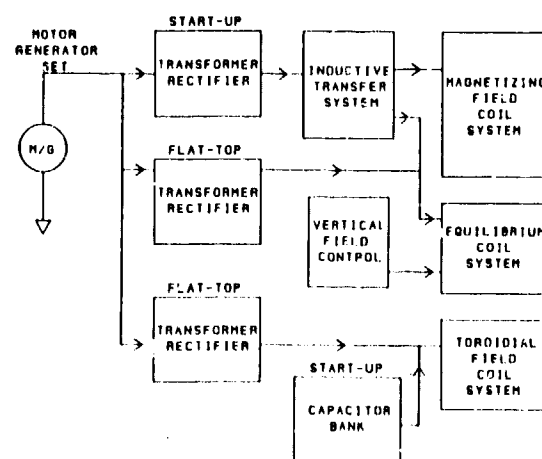 START-UP
MOTOR
GENERATOR
SET
TRANSFORMER
RECTIFIER
INDUCTIVE
TRANSFER
SYSTEM
MAGNETIZING
FIELD
COIL
SYSTEM
M/G
FLAT-TOP
TRANSFORMER
RECTIFIER
VERTICAL
FIELD
CONTROL
EQUILIBRIUM
COIL
SYSTEM
FLAT-TOP
TRANSFORMER
RECTIFIER
TOROIDIAL
FIELD
COIL
SYSTEM
START-UP
CAPACITOR
BANK